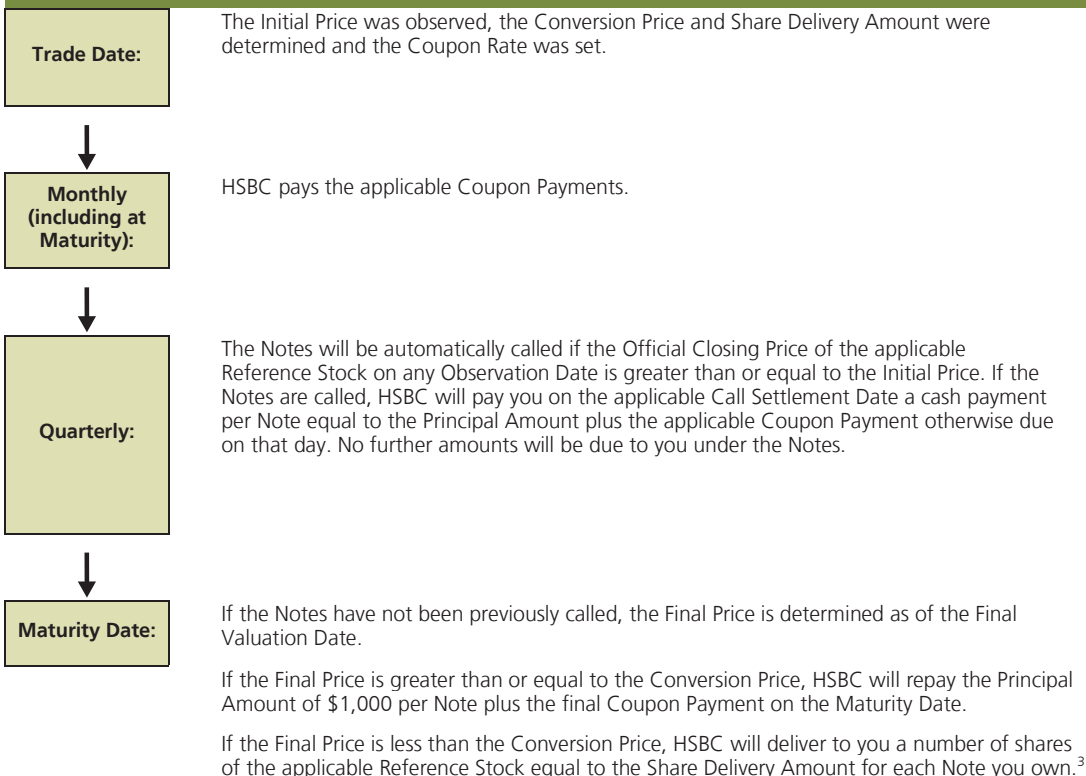 Trade Date:
The Initial Price was observed, the Conversion Price and Share Delivery Amount were
determined and the Coupon Rate was set.
Monthly
(including at
Maturity):
HSBC pays the applicable Coupon Payments.
Quarterly:
The Notes will be automatically called if the Official Closing Price of the applicable
Reference Stock on any Observation Date is greater than or equal to the Initial Price. If the
Notes are called, HSBC will pay you on the applicable Call Settlement Date a cash payment
per Note equal to the Principal Amount plus the applicable Coupon Payment otherwise due
on that day. No further amounts will be due to you under the Notes.
Maturity Date:
If the Notes have not been previously called, the Final Price is determined as of the Final
Valuation Date.
If the Final Price is greater than or equal to the Conversion Price, HSBC will repay the Principal
Amount of $1,000 per Note plus the final Coupon Payment on the Maturity Date.
If the Final Price is less than the Conversion Price, HSBC will deliver to you a number of shares
of the applicable Reference Stock equal to the Share Delivery Amount for each Note you own.3